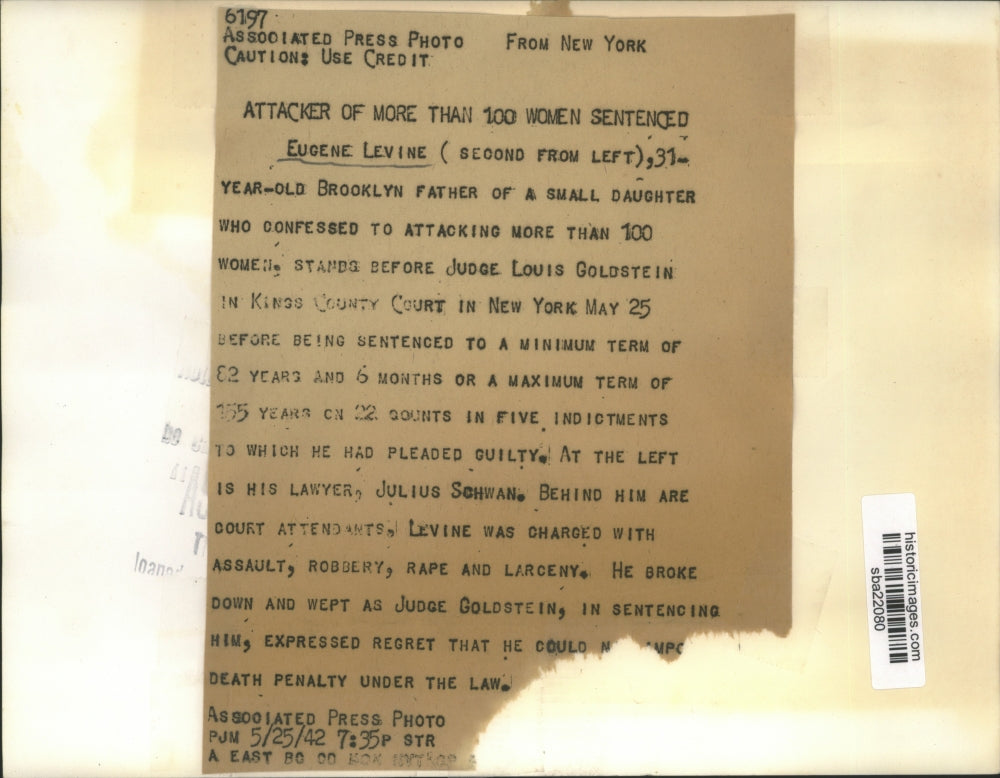 6197
ASSOCIATED PRESS PHOTO FROM NEW YORK
CAUTION: USE CREDIT
ATTACKER OF MORE THAN 100 WOMEN SENTENCED
EUGENE LEVINE ( SECOND FROM LEFT),31-
YEAR-OLD BROOKLYN FATHER OF A SMALL DAUGHTER
WHO CONFESSED TO ATTACKING MORE THAN 100
WOMEN. STANDS BEFORE JUDGE LOUIS GOLDSTEIN
IN KINGS COUNTY COURT IN NEW YORK MAY 25
BEFORE BEING SENTENCED TO A MINIMUM TERM OF
82 YEARS AND 6 MONTHS OR A MAXIMUM TERM OF
YEARS ON 22 COUNTS IN FIVE INDICTMENTS
TO WHICH HE HAD PLEADED GUILTY. AT THE LEFT
IS HIS LAWYER, JULIUS SCHWAN. BEHIND HIM ARE
COURT ATTENDANTS. LEVINE WAS CHARGED WITH
ASSAULT, ROBBERY, RAPE AND LARCENY. HE BROKE
DOWN AND WEPT AS JUDGE GOLDSTEIN, IN SENTENCING
HIM, EXPRESSED REGRET THAT HE COULD
DEATH PENALTY UNDER THE LAW.
ASSOCIATED PRESS PHOTO
PJM 5/25/42 7:35P STR
A EAST BG CO
historicimages.com
sba22080